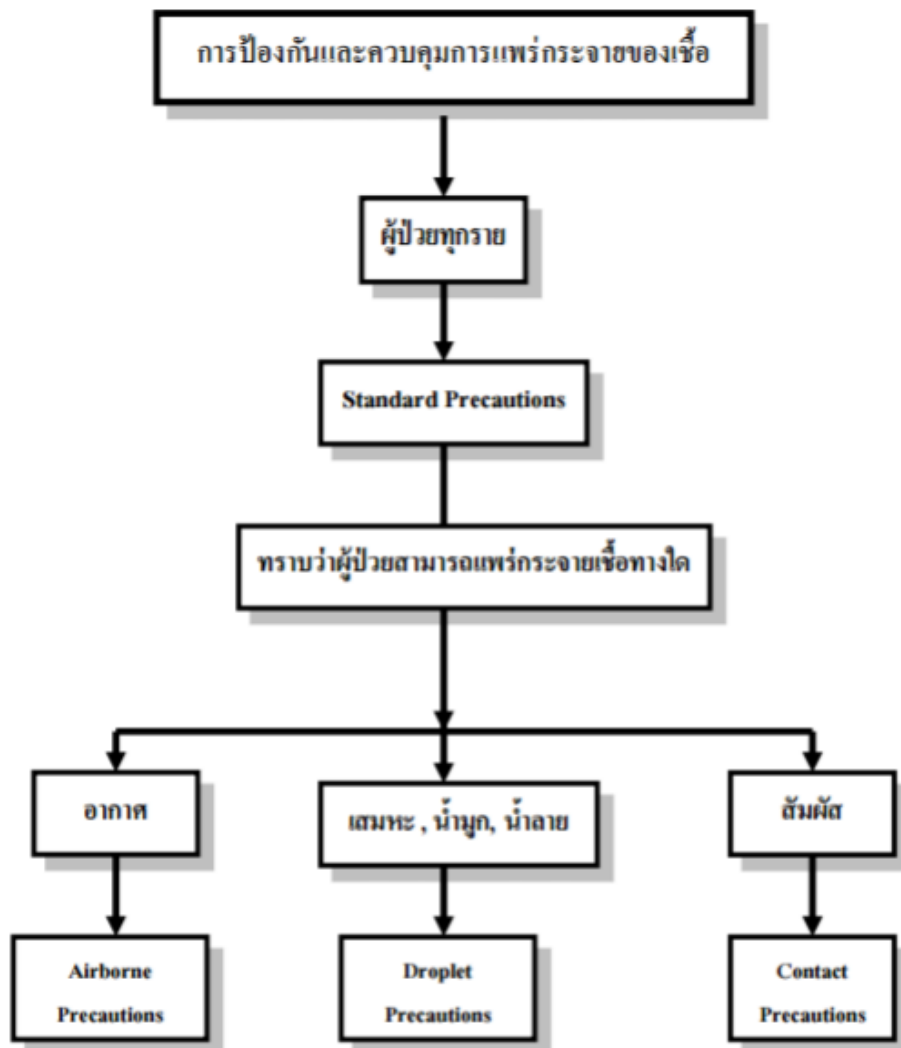 การป้องกันและควบคุมการแพร่กระจายของเชื้อ
ผู้ป่วยทุกราย
Standard Precautions
ทราบว่าผู้ป่วยสามารถแพร่กระจายเชื้อทางใด
อากาศ
เสมหะ , น้ำมูก, น้ำลาย
สัมผัส
Airborne
Precautions
Droplet
Precautions
Contact
Precautions